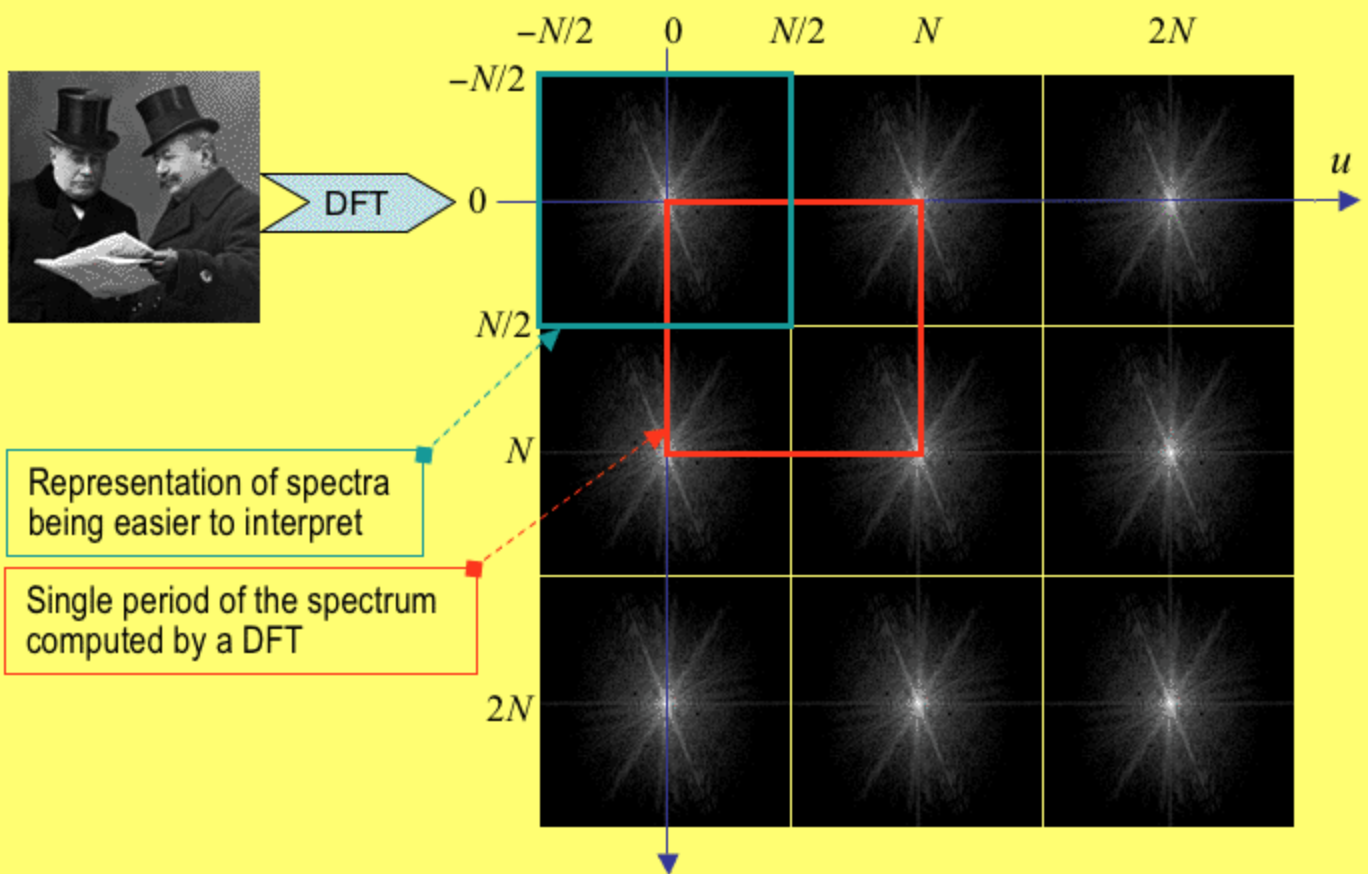 −N/2 0 N/2 N 2N
−N/2
u
DFT
0
N/2
N
Representation of spectra
being easier to interpret
Single period of the spectrum
computed by a DFT
2N